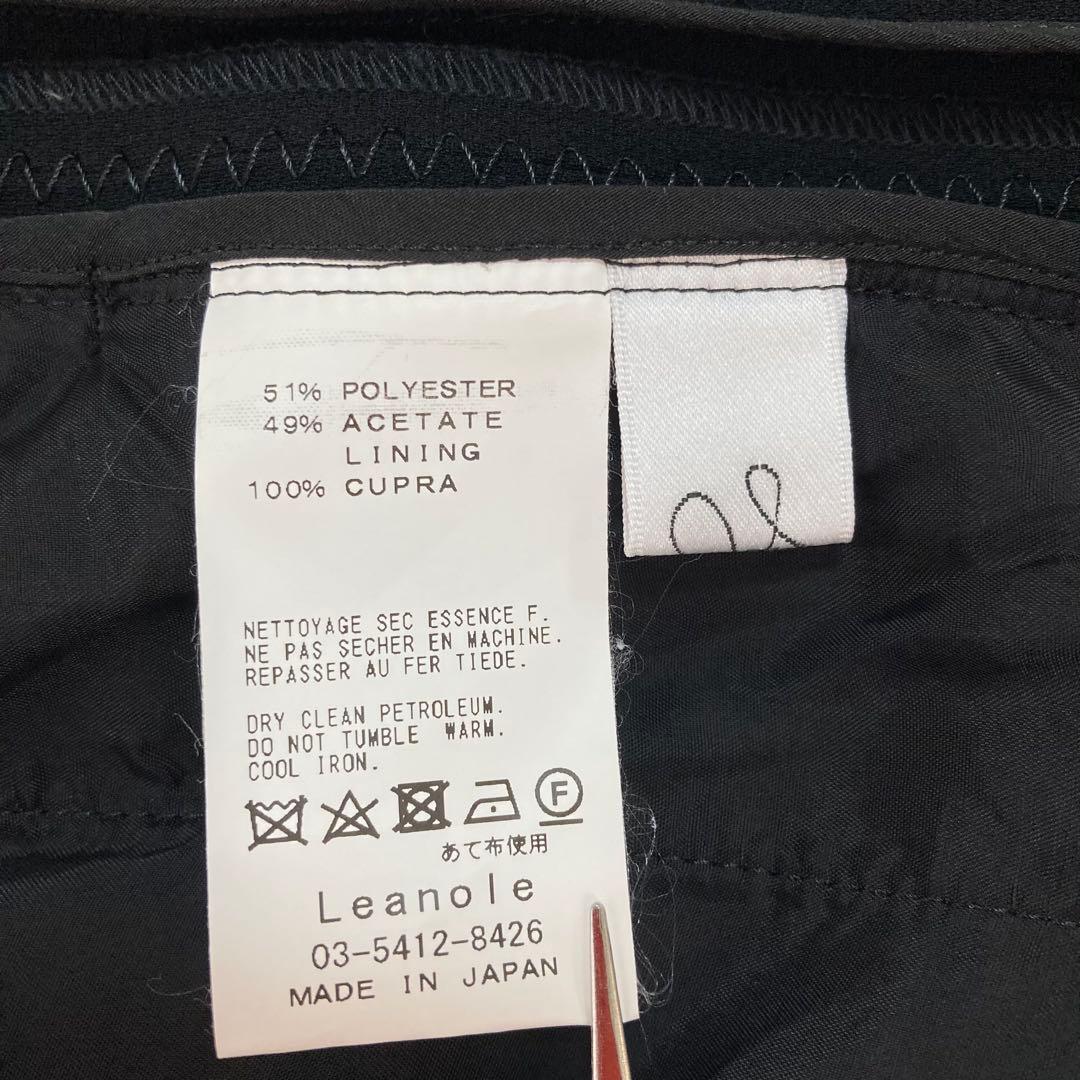 51% POLYESTER
49% ACETATE
LINING
100% CUPRA
NETTOYAGE SEC ESSENCE F.
NE PAS SECHER EN MACHINE.
REPASSER AU FER TIEDE.
DRY CLEAN PETROLEUM.
DO NOT TUMBLE WARM.
COOL IRON.
F
あて布使用
Leanole
03-5412-8426
MADE IN JAPAN